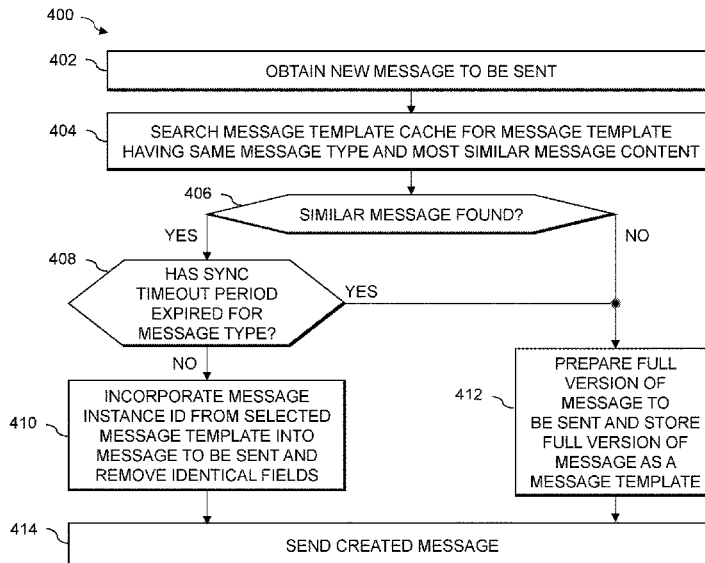 400
402
OBTAIN NEW MESSAGE TO BE SENT
404
SEARCH MESSAGE TEMPLATE CACHE FOR MESSAGE TEMPLATE
HAVING SAME MESSAGE TYPE AND MOST SIMILAR MESSAGE CONTENT
406
SIMILAR MESSAGE FOUND?
YES
NO
408
HAS SYNC
TIMEOUT PERIOD
EXPIRED FOR
MESSAGE TYPE?
YES
NO
410
INCORPORATE MESSAGE
INSTANCE ID FROM SELECTED
MESSAGE TEMPLATE INTO
MESSAGE TO BE SENT AND
REMOVE IDENTICAL FIELDS
412
PREPARE FULL
VERSION OF
MESSAGE TO
BE SENT AND STORE
FULL VERSION OF
MESSAGE AS A
MESSAGE TEMPLATE
414
SEND CREATED MESSAGE